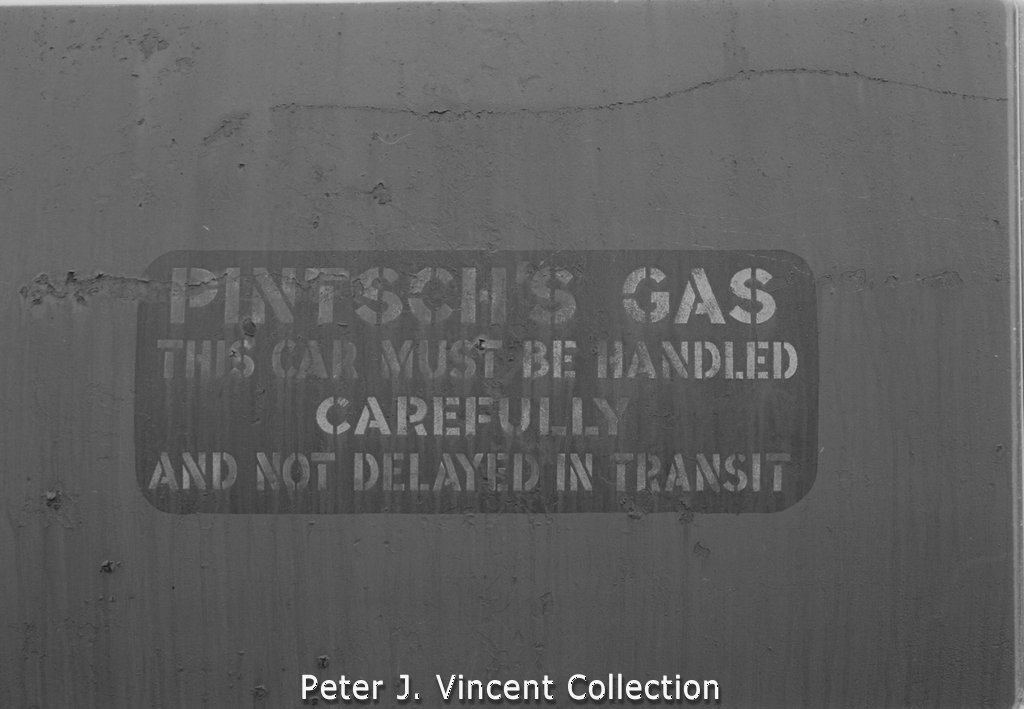 PINTSCH'S GAS
THIS CAR MUST BE HANDLED
CAREFULLY
AND NOT DELAYED IN TRANSIT
Peter J. Vincent Collection